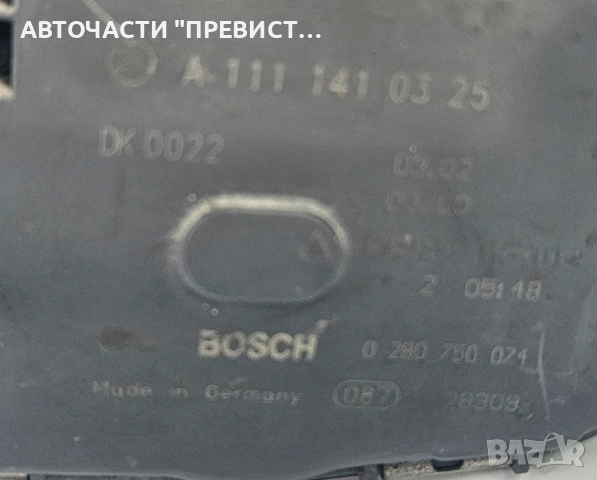 АВТОЧАСТИ "ПРЕВИСТ...
A 111 141 03 25
DK 0022
03.02
2 05:48
BOSCH 0 280 750 074
Made in Germany 087 28309
BAZAR